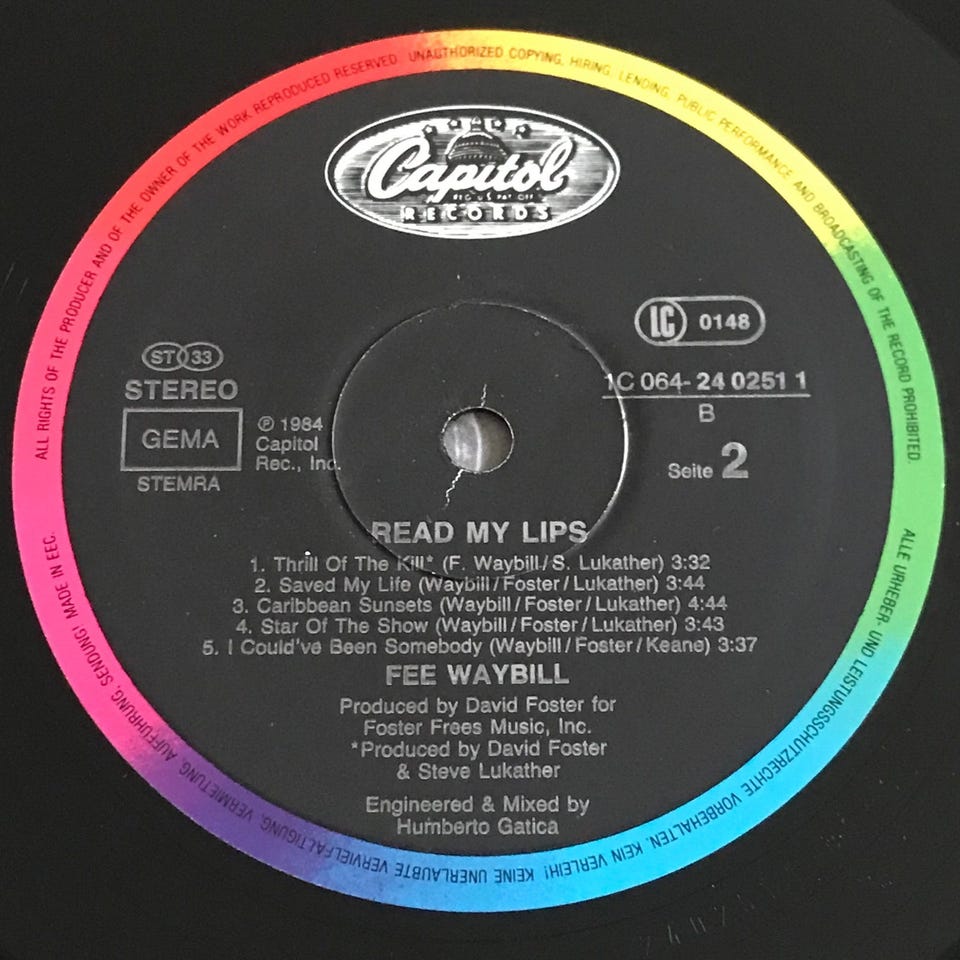 ALL RIGHTS OF THE PRODUCER AND OF THE OWNER OF THE WORK REPRODUCED RESERVED. UNAUTHORIZED COPYING, HIRING, LENDING, PUBLIC PERFORMANCE AND BROADCASTING OF THE RECORD PROHIBITED.
Capitol
REG. U.S. PAT. OFF.
RECORDS
LC 0148
ST 33
STEREO
GEMA
STEMRA
℗ 1984
Capitol
Rec., Inc.
1C 064-24 0251 1
B
Seite 2
READ MY LIPS
1. Thrill Of The Kill* (F. Waybill/S. Lukather) 3:32
2. Saved My Life (Waybill/Foster/Lukather) 3:44
3. Caribbean Sunsets (Waybill/Foster/Lukather) 4:44
4. Star Of The Show (Waybill/Foster/Lukather) 3:43
5. I Could've Been Somebody (Waybill/Foster/Keane) 3:37
FEE WAYBILL
Produced by David Foster for
Foster Frees Music, Inc.
*Produced by David Foster
& Steve Lukather
Engineered & Mixed by
Humberto Gatica
ALLE URHEBER- UND LEISTUNGSSCHUTZRECHTE VORBEHALTEN. KEIN VERLEIH! KEINE UNERLAUBTE VERVIELFÄLTIGUNG, VERMIETUNG, AUFFÜHRUNG, SENDUNG! MADE IN EEC.